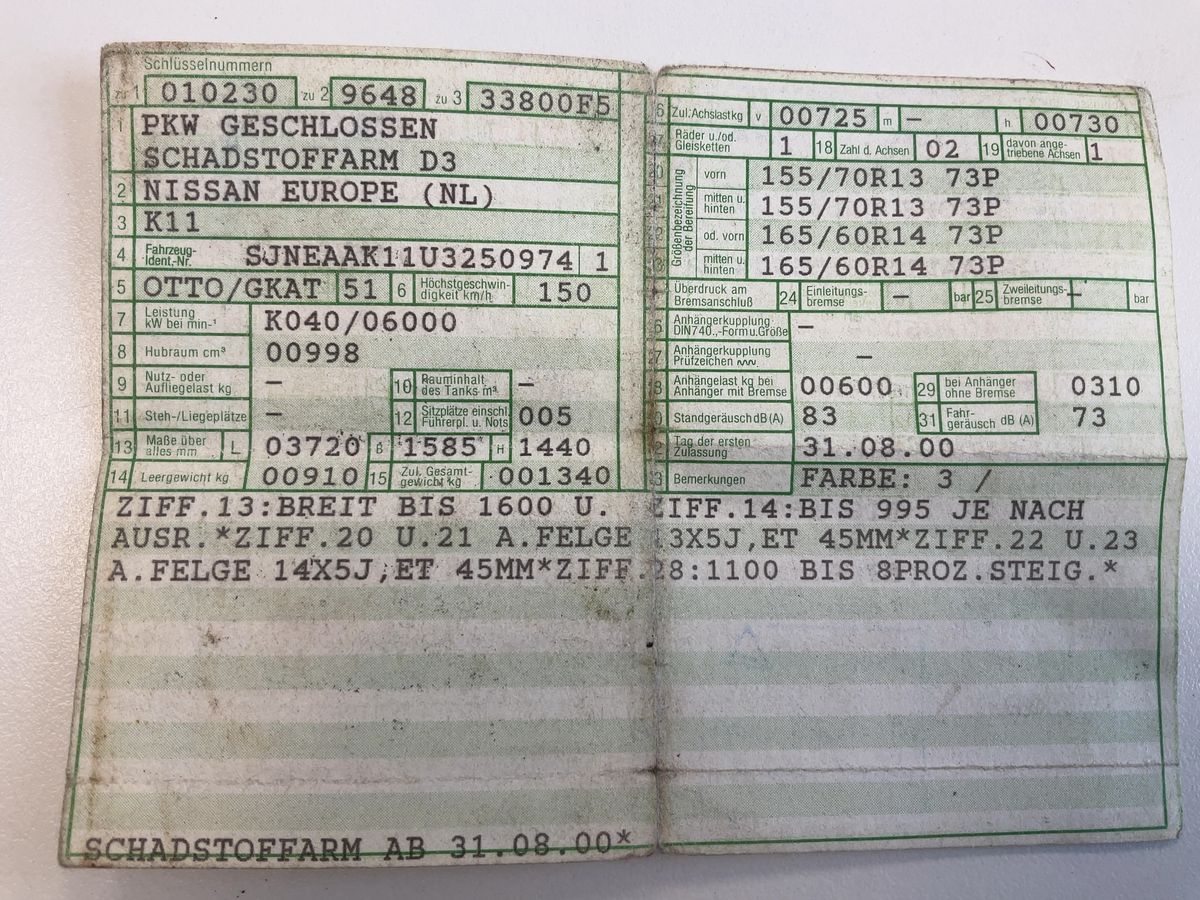 Schlüsselnummern
zu 1 010230 zu 2 9648 zu 3 33800F5
1 PKW GESCHLOSSEN
SCHADSTOFFARM D3
2 NISSAN EUROPE (NL)
3 K11
4 Fahrzeug-Ident.-Nr. SJNEAAK11U3250974 1
5 OTTO/GKAT 51 6 Höchstgeschwindigkeit km/h 150
7 Leistung kW bei min-¹ K040/06000
8 Hubraum cm³ 00998
9 Nutz- oder Aufliegelast kg – 10 Rauminhalt des Tanks m³ –
11 Steh-/Liegeplätze – 12 Sitzplätze einschl. Führerpl. u. Nots 005
13 Maße über alles mm L 03720 B 1585 H 1440
14 Leergewicht kg 00910 15 Zul. Gesamtgewicht kg 001340
6 Zul. Achslast kg v 00725 m – h. 00730
Räder u./od. Gleisketten 1 18 Zahl d. Achsen 02 19 davon angetriebene Achsen 1
Größenbezeichnung der Bereifung
vorn 155/70R13 73P
mitten u. hinten 155/70R13 73P
od. vorn 165/60R14 73P
mitten u. hinten 165/60R14 73P
Überdruck am Bremsanschluß 24 Einleitungsbremse – bar 25 Zweileitungsbremse – bar
6 Anhängerkupplung DIN 740.,-Form u. Größe –
7 Anhängerkupplung Prüfzeichen –
8 Anhängelast kg bei Anhänger mit Bremse 00600 29 bei Anhänger ohne Bremse 0310
0 Standgeräusch dB (A) 83 31 Fahrgeräusch dB (A) 73
2 Tag der ersten Zulassung 31.08.00
3 Bemerkungen FARBE: 3 /
ZIFF.13:BREIT BIS 1600 U. ZIFF.14:BIS 995 JE NACH
AUSR.*ZIFF.20 U.21 A.FELGE 13X5J,ET 45MM*ZIFF.22 U.23
A.FELGE 14X5J,ET 45MM*ZIFF.28:1100 BIS 8PROZ.STEIG.*
SCHADSTOFFARM AB 31.08.00*